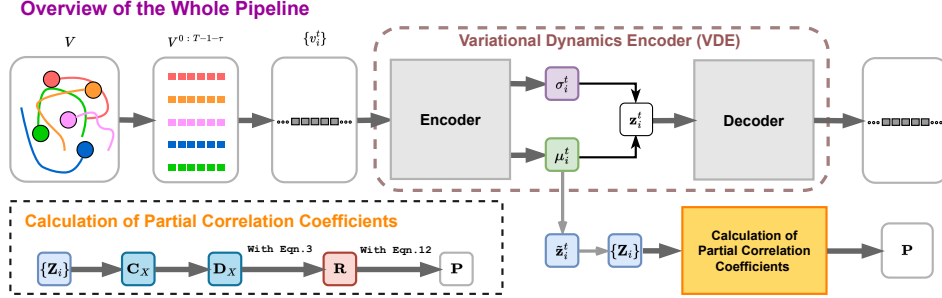 Overview of the Whole Pipeline
V
V^{0:T-1-τ}
{v_i^t}
Variational Dynamics Encoder (VDE)
Encoder
σ_i^t
μ_i^t
z_i^t
Decoder
Calculation of Partial Correlation Coefficients
{Z_i}
C_X
D_X
With Eqn.3
R
With Eqn.12
P
z̄_i^t
{Z_i}
Calculation of
Partial Correlation
Coefficients
P